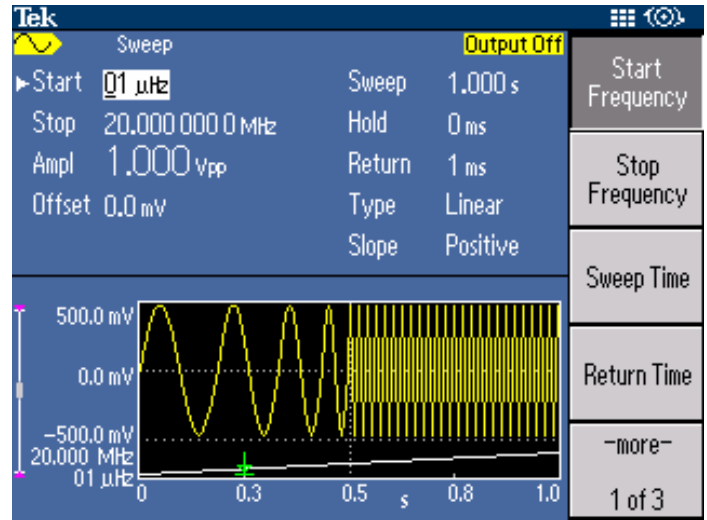 Tek
Sweep
Output Off
Start 01 µHz
Stop 20.000 000 0 MHz
Ampl 1.000 Vpp
Offset 0.0 mV
Sweep 1.000 s
Hold 0 ms
Return 1 ms
Type Linear
Slope Positive
500.0 mV
0.0 mV
-500.0 mV
20.000 MHz
01 µHz
0 0.3 0.5 s 0.8 1.0
Start
Frequency
Stop
Frequency
Sweep Time
Return Time
-more-
1 of 3